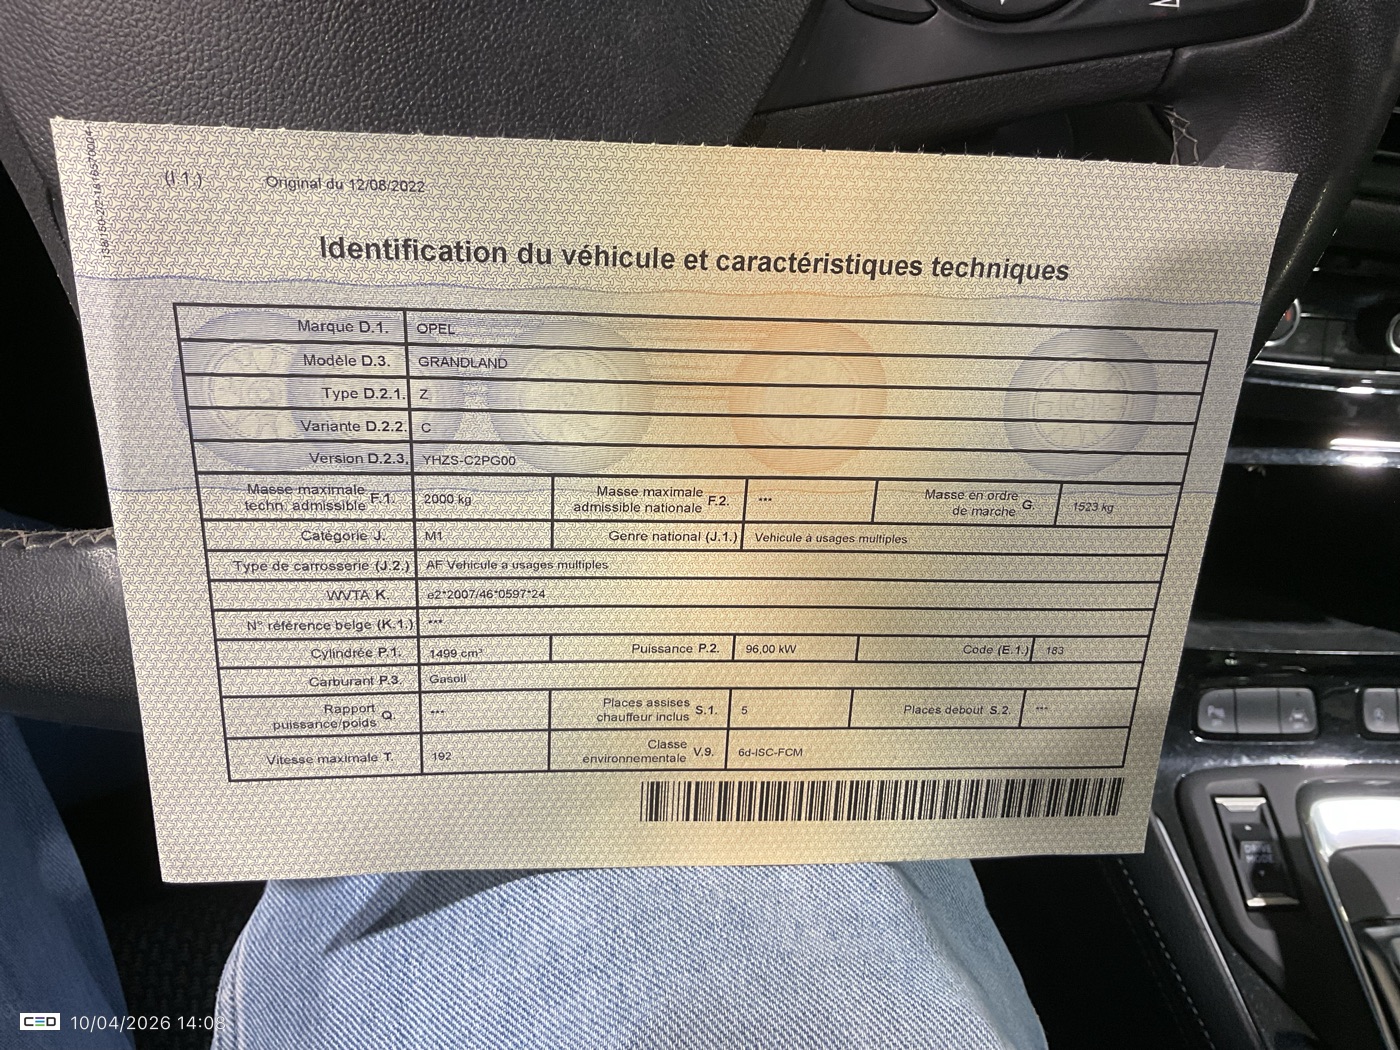 (I.1.) Original du 12/08/2022
Identification du véhicule et caractéristiques techniques
Marque D.1. OPEL
Modèle D.3. GRANDLAND
Type D.2.1. Z
Variante D.2.2. C
Version D.2.3. YHZS-C2PG00
Masse maximale techn. admissible F.1. 2000 kg Masse maximale admissible nationale F.2. *** Masse en ordre de marche G. 1523 kg
Catégorie J. M1 Genre national (J.1.) Vehicule à usages multiples
Type de carrosserie (J.2.) AF Vehicule a usages multiples
WVTA K. e2*2007/46*0597*24
N° référence belge (K.1.) ***
Cylindrée P.1. 1499 cm³ Puissance P.2. 96,00 kW Code (E.1.) 183
Carburant P.3. Gasoil
Rapport puissance/poids Q. *** Places assises chauffeur inclus S.1. 5 Places debout S.2. ***
Vitesse maximale T. 192 Classe environnementale V.9. 6d-ISC-FCM
DRIVE MODE
CED 10/04/2026 14:08